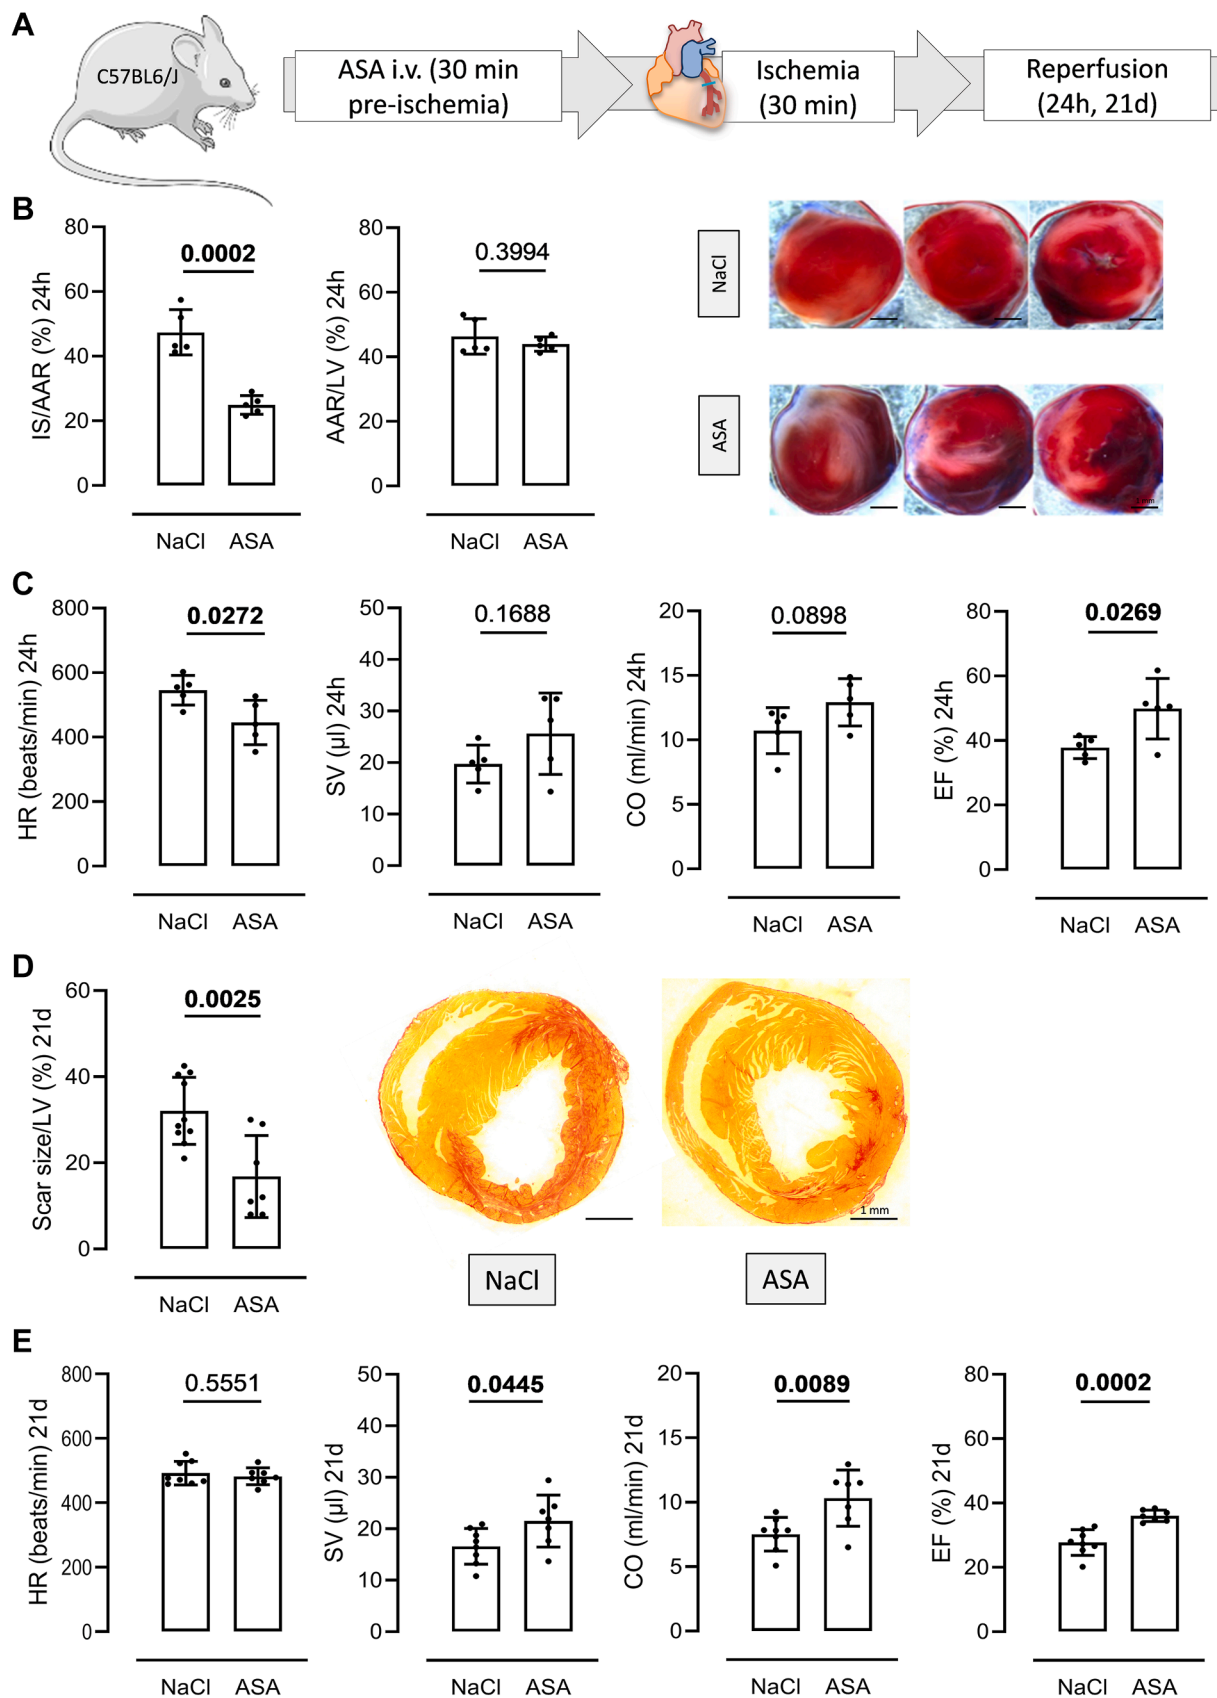 A
C57BL6/J
ASA i.v. (30 min
pre-ischemia)
Ischemia
(30 min)
Reperfusion
(24h, 21d)
B
IS/AAR (%) 24h
80
60
40
20
0
0.0002
NaCl ASA
AAR/LV (%) 24h
80
60
40
20
0
0.3994
NaCl ASA
NaCl
ASA
1 mm
C
HR (beats/min) 24h
800
600
400
200
0
0.0272
NaCl ASA
SV (µl) 24h
50
40
30
20
10
0
0.1688
NaCl ASA
CO (ml/min) 24h
20
15
10
5
0
0.0898
NaCl ASA
EF (%) 24h
80
60
40
20
0
0.0269
NaCl ASA
D
Scar size/LV (%) 21d
60
40
20
0
0.0025
NaCl ASA
1 mm
NaCl
ASA
E
HR (beats/min) 21d
800
600
400
200
0
0.5551
NaCl ASA
SV (µl) 21d
50
40
30
20
10
0
0.0445
NaCl ASA
CO (ml/min) 21d
20
15
10
5
0
0.0089
NaCl ASA
EF (%) 21d
80
60
40
20
0
0.0002
NaCl ASA